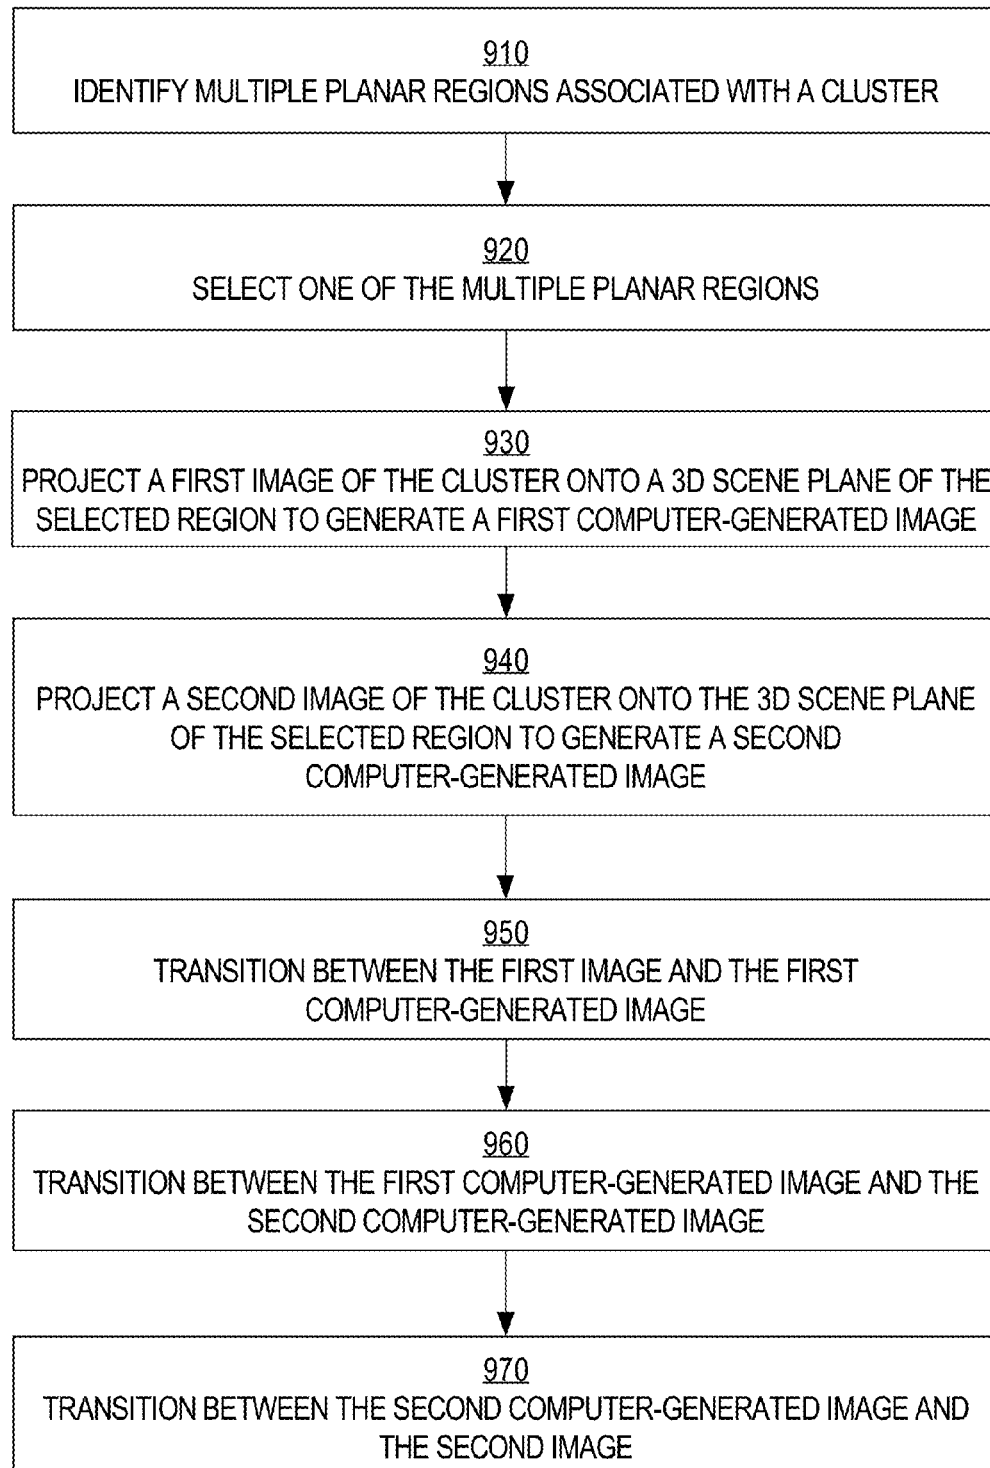 910
IDENTIFY MULTIPLE PLANAR REGIONS ASSOCIATED WITH A CLUSTER
920
SELECT ONE OF THE MULTIPLE PLANAR REGIONS
930
PROJECT A FIRST IMAGE OF THE CLUSTER ONTO A 3D SCENE PLANE OF THE
SELECTED REGION TO GENERATE A FIRST COMPUTER-GENERATED IMAGE
940
PROJECT A SECOND IMAGE OF THE CLUSTER ONTO THE 3D SCENE PLANE
OF THE SELECTED REGION TO GENERATE A SECOND
COMPUTER-GENERATED IMAGE
950
TRANSITION BETWEEN THE FIRST IMAGE AND THE FIRST
COMPUTER-GENERATED IMAGE
960
TRANSITION BETWEEN THE FIRST COMPUTER-GENERATED IMAGE AND THE
SECOND COMPUTER-GENERATED IMAGE
970
TRANSITION BETWEEN THE SECOND COMPUTER-GENERATED IMAGE AND
THE SECOND IMAGE